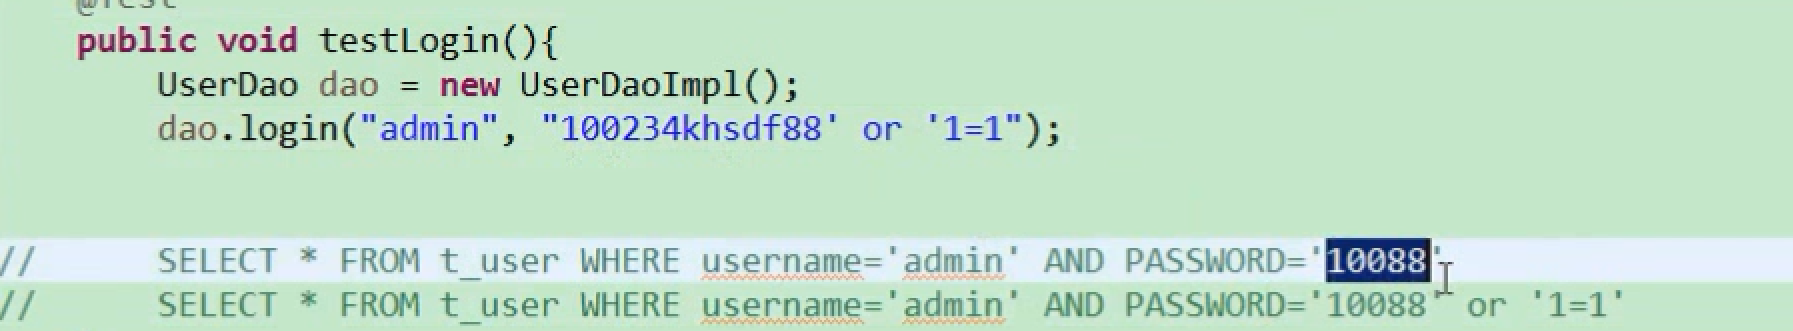 @Test
public void testLogin(){
UserDao dao = new UserDaoImpl();
dao.login("admin", "100234khsdf88' or '1=1");
// SELECT * FROM t_user WHERE username='admin' AND PASSWORD='10088'
// SELECT * FROM t_user WHERE username='admin' AND PASSWORD='10088' or '1=1'